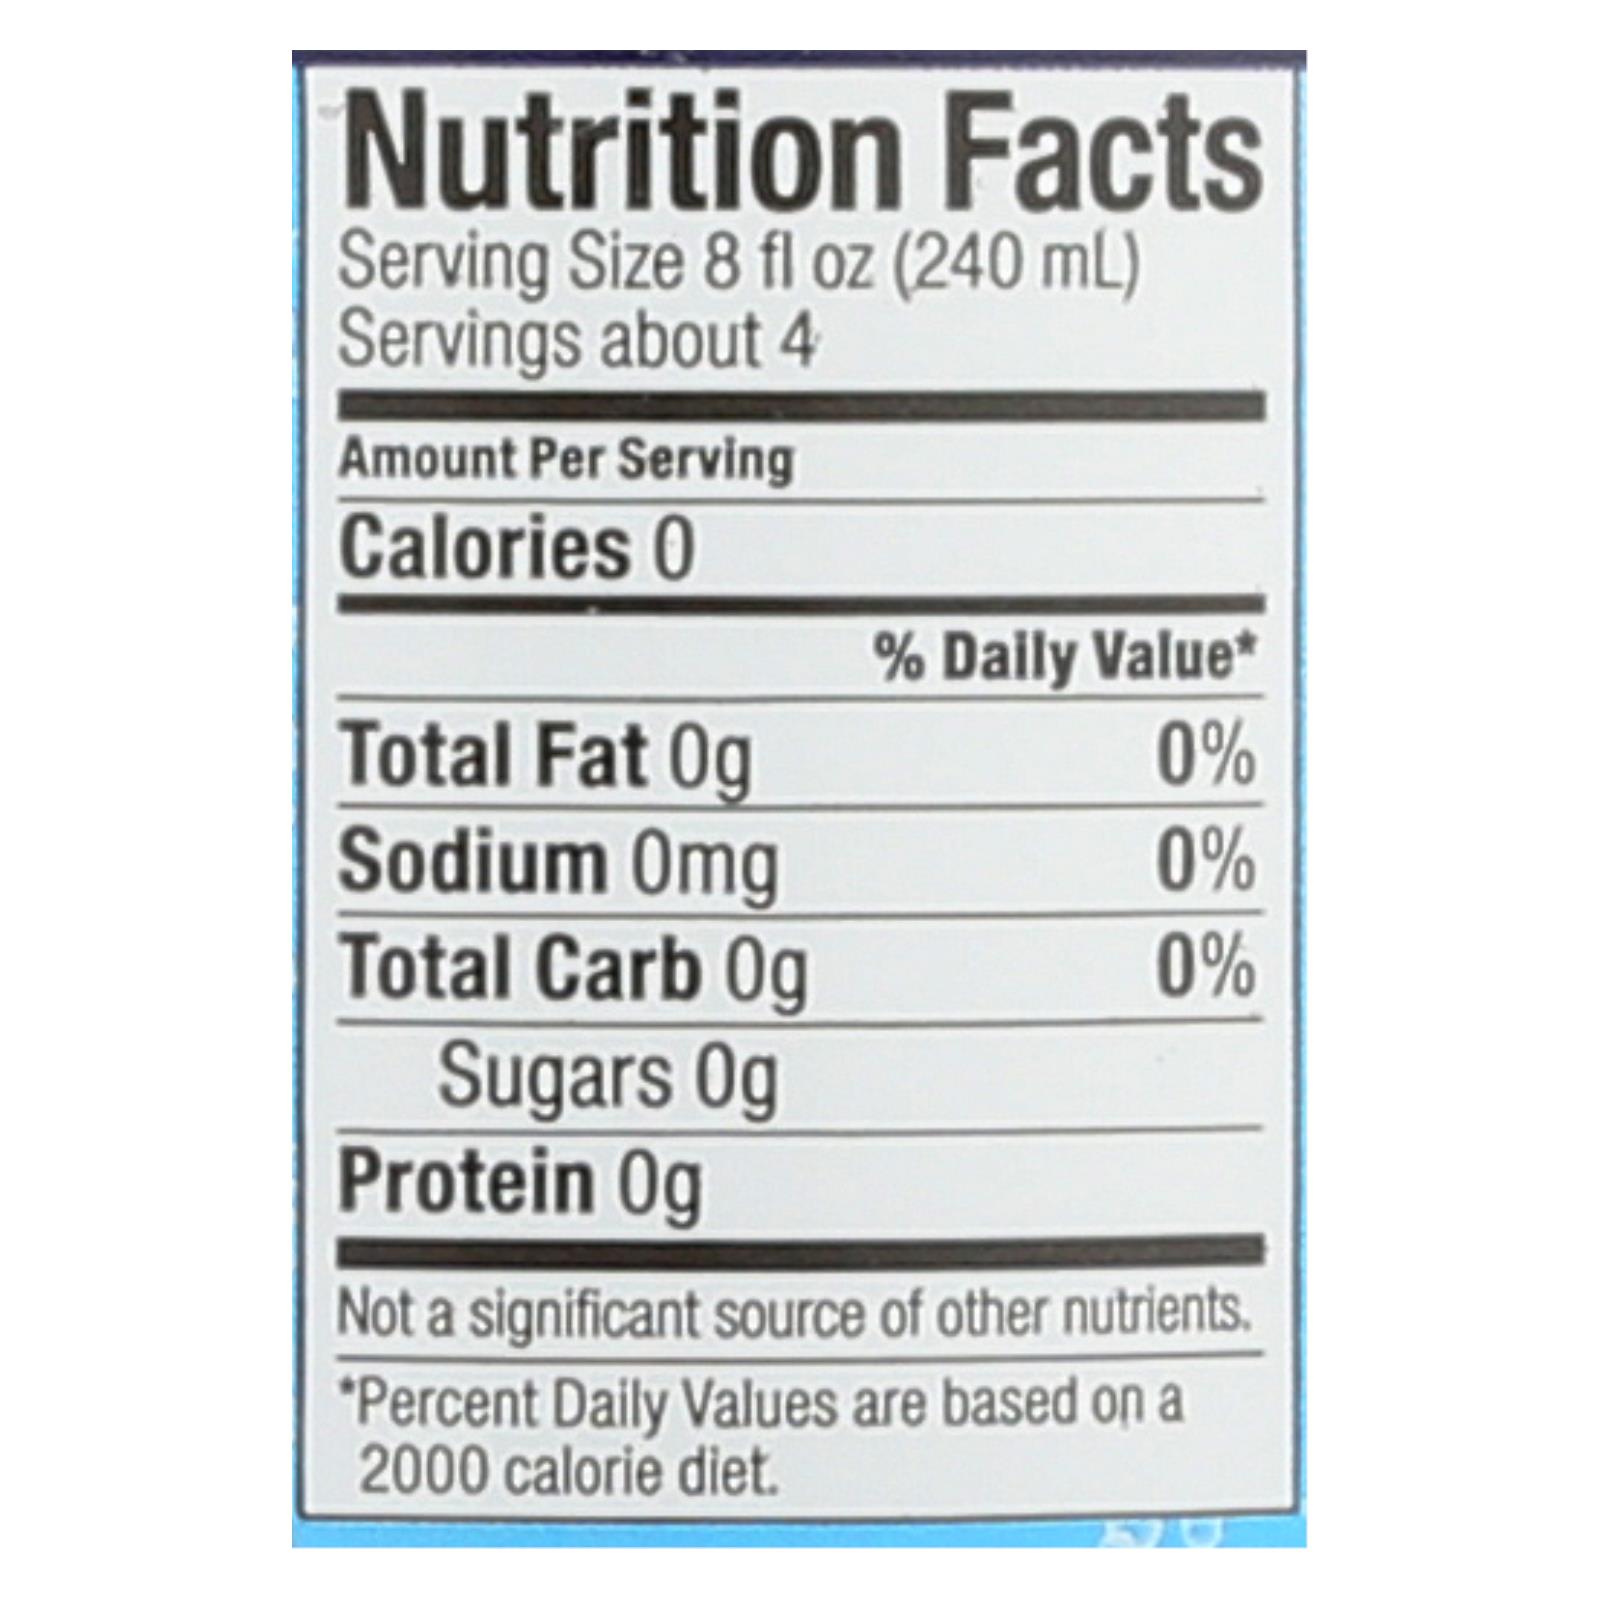 Nutrition Facts
Serving Size 8 fl oz (240 mL)
Servings about 4
Amount Per Serving
Calories 0
% Daily Value*
Total Fat 0g 0%
Sodium 0mg 0%
Total Carb 0g 0%
Sugars 0g
Protein 0g
Not a significant source of other nutrients.
*Percent Daily Values are based on a
2000 calorie diet.